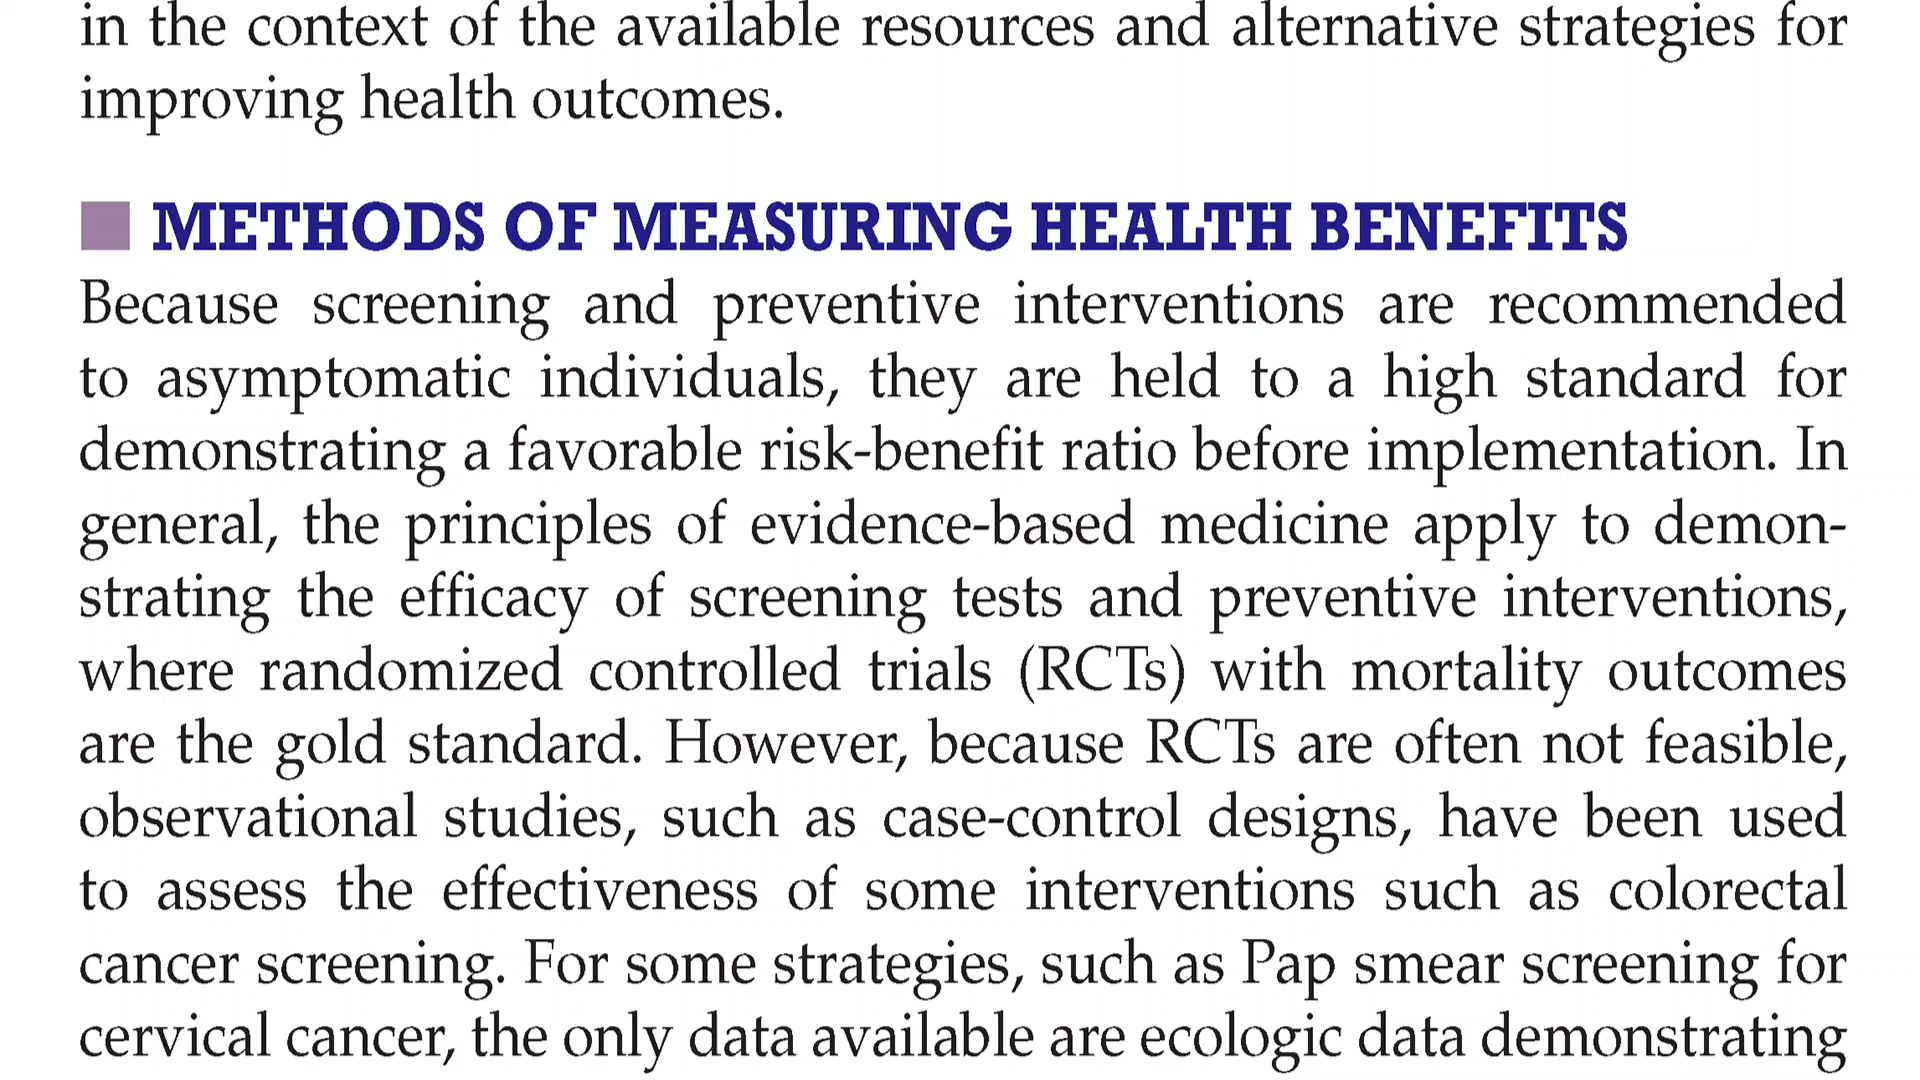 in the context of the available resources and alternative strategies for
improving health outcomes.
METHODS OF MEASURING HEALTH BENEFITS
Because screening and preventive interventions are recommended
to asymptomatic individuals, they are held to a high standard for
demonstrating a favorable risk-benefit ratio before implementation. In
general, the principles of evidence-based medicine apply to demon-
strating the efficacy of screening tests and preventive interventions,
where randomized controlled trials (RCTs) with mortality outcomes
are the gold standard. However, because RCTs are often not feasible,
observational studies, such as case-control designs, have been used
to assess the effectiveness of some interventions such as colorectal
cancer screening. For some strategies, such as Pap smear screening for
cervical cancer, the only data available are ecologic data demonstrating